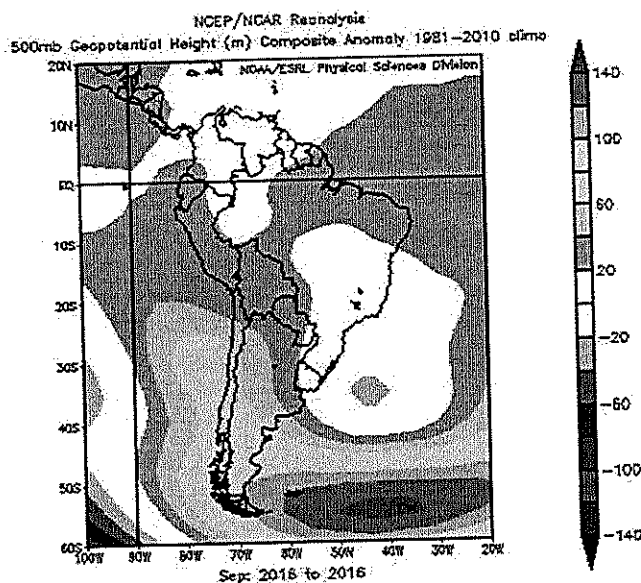 NCEP/NCAR Reanalysis
500mb Geopotential Height (m) Composite Anomaly 1981-2010 climo
NOAA/ESRL Physical Sciences Division
20N
10N
EQ
10S
20S
30S
40S
50S
60S
100W 90W 80W 70W 60W 50W 40W 30W 20W
Sep: 2016 to 2016
140
100
60
20
-20
-60
-100
-140